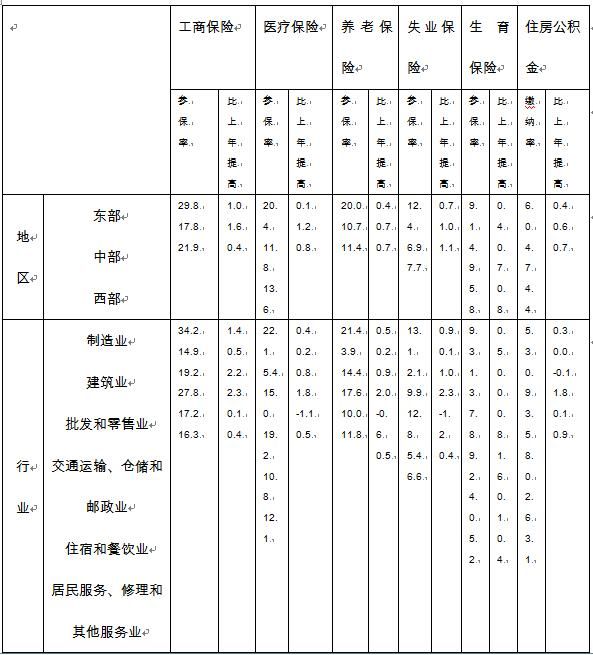 工商保险
医疗保险
养老保
险
失业保
险
生育
保险
住房公积
金
参
保
率
比
上
年
提
高
参
保
率
比
上
年
提
高
参
保
率
比
上
年
提
高
参
保
率
比
上
年
提
高
参
保
率
比
上
年
提
高
缴
纳
率
比
上
年
提
高
地
区
东部
中部
西部
29.8
17.8
21.9
1.0
1.6
0.4
20.
4
11.
8
13.
6
0.1
1.2
0.8
20.0
10.7
11.4
0.4
0.7
0.7
12.
4
6.9
7.7
0.7
1.0
1.1
9.
1
4.
9
5.
8
0.
4
0.
7
0.
8
6.
0
4.
7
4.
4
0.4
0.6
0.7
行
业
制造业
建筑业
批发和零售业
交通运输、仓储和
邮政业
住宿和餐饮业
居民服务、修理和
其他服务业
34.2
14.9
19.2
27.8
17.2
16.3
1.4
0.5
2.2
2.3
0.1
0.4
22.
1
5.4
15.
0
19.
2
10.
8
12.
1
0.4
0.2
0.8
1.8
-1.1
0.5
21.4
3.9
14.4
17.6
10.0
11.8
0.5
0.2
0.9
2.0
-0.
6
0.5
13.
1
2.1
9.9
12.
8
5.4
6.6
0.9
0.1
1.0
2.3
-1.
2
0.4
9.
3
1.
3
7.
8
9.
2
4.
0
5.
2
0.
5
0.
3
0.
8
1.
6
0.
1
0.
4
5.
3
0.
9
3.
5
8.
0
2.
6
3.
1
0.3
0.0
-0.1
1.8
0.1
0.9